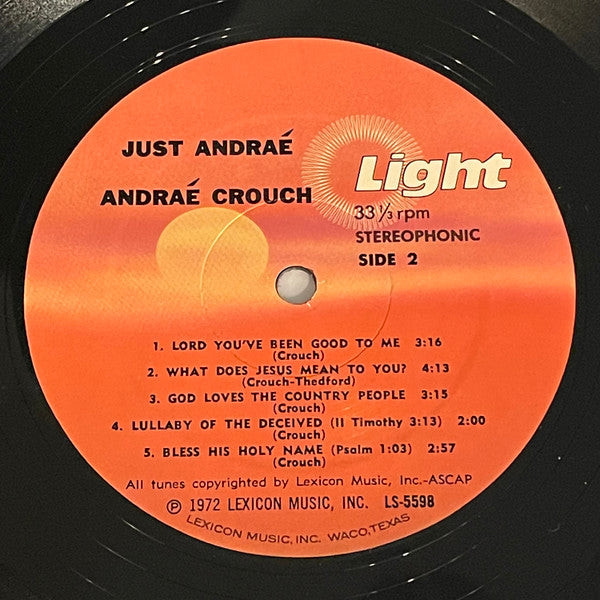 JUST ANDRAÉ
ANDRAÉ CROUCH
Light
33 1/3 rpm
STEREOPHONIC
SIDE 2
1. LORD YOU'VE BEEN GOOD TO ME 3:16
(Crouch)
2. WHAT DOES JESUS MEAN TO YOU? 4:13
(Crouch-Thedford)
3. GOD LOVES THE COUNTRY PEOPLE 3:15
(Crouch)
4. LULLABY OF THE DECEIVED (II Timothy 3:13) 2:00
(Crouch)
5. BLESS HIS HOLY NAME (Psalm 1:03) 2:57
(Crouch)
All tunes copyrighted by Lexicon Music, Inc.-ASCAP
℗ 1972 LEXICON MUSIC, INC. LS-5598
LEXICON MUSIC, INC. WACO, TEXAS